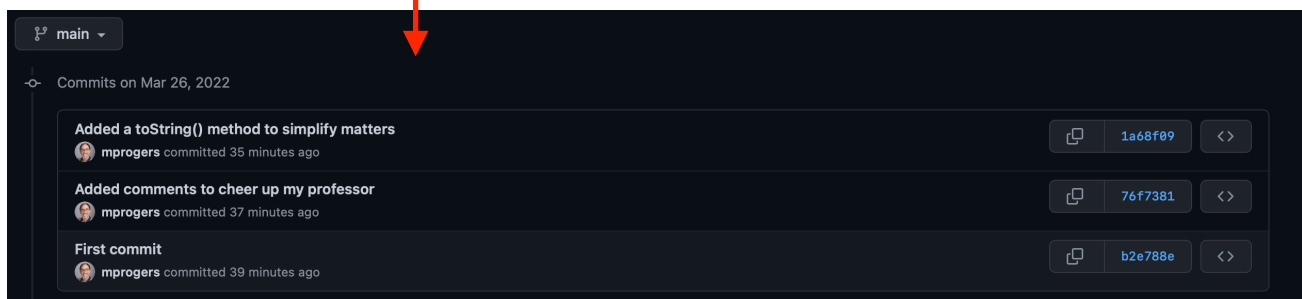 main
Commits on Mar 26, 2022
Added a toString() method to simplify matters
mprogers committed 35 minutes ago
1a68f09
Added comments to cheer up my professor
mprogers committed 37 minutes ago
76f7381
First commit
mprogers committed 39 minutes ago
b2e788e